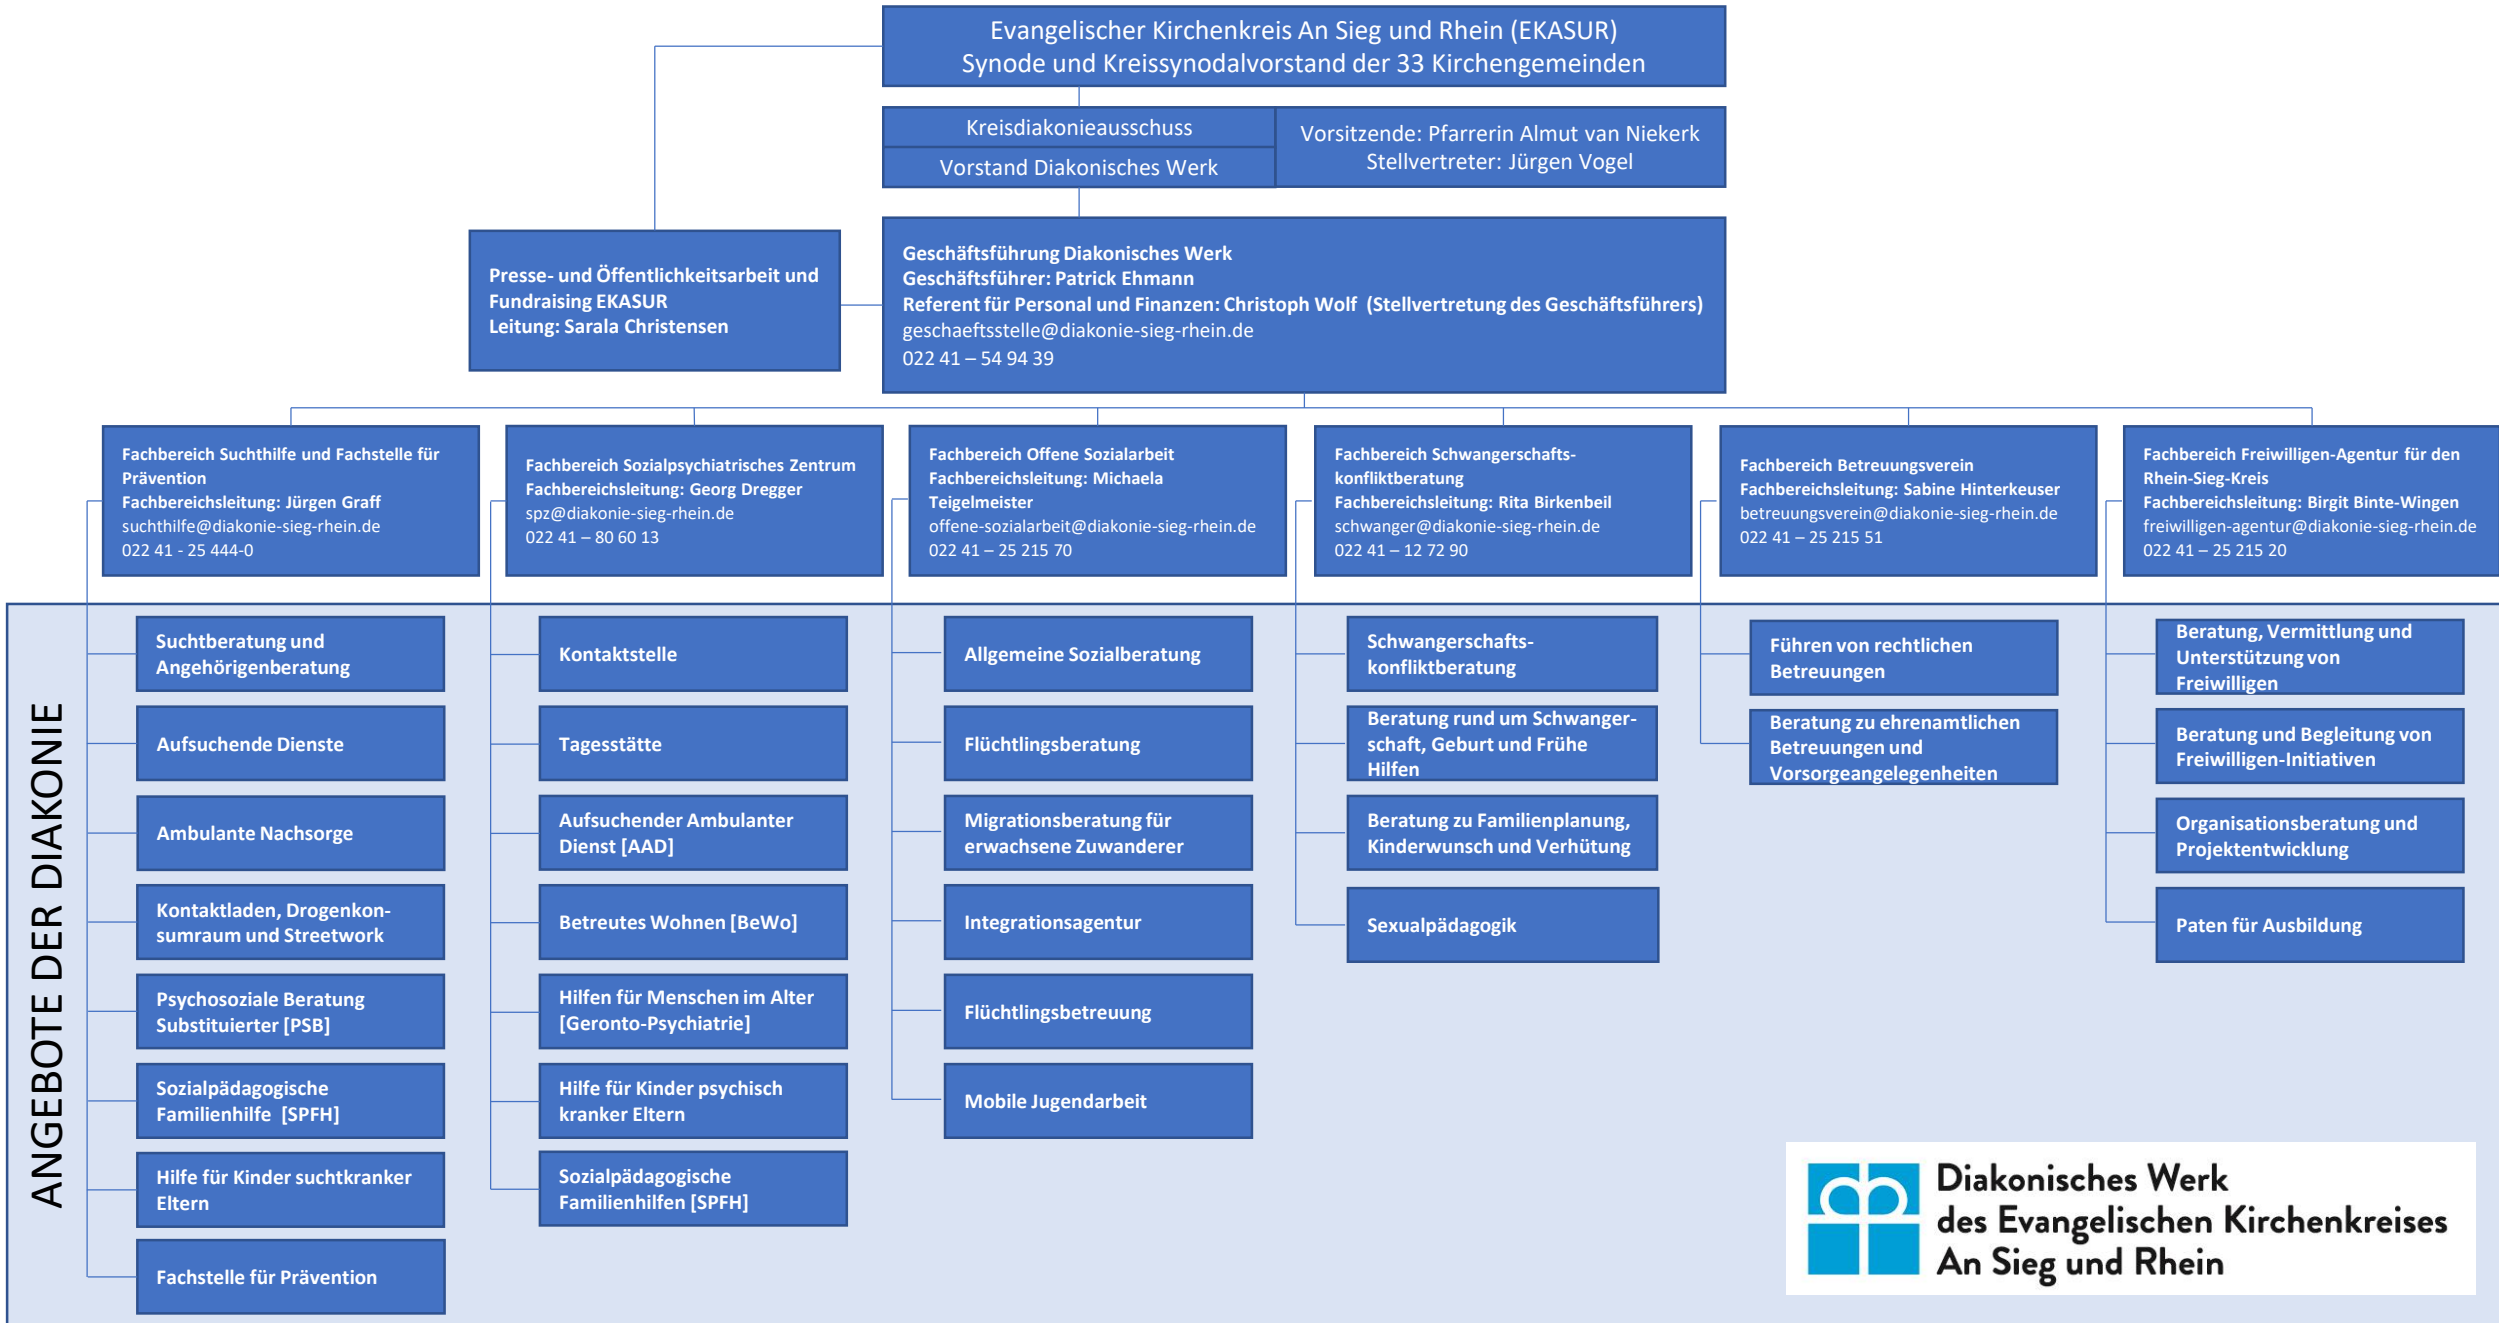 Evangelischer Kirchenkreis An Sieg und Rhein (EKASUR)
Synode und Kreissynodalvorstand der 33 Kirchengemeinden
Kreisdiakonieausschuss
Vorstand Diakonisches Werk
Vorsitzende: Pfarrerin Almut van Niekerk
Stellvertreter: Jürgen Vogel
Presse- und Öffentlichkeitsarbeit und
Fundraising EKASUR
Leitung: Sarala Christensen
Geschäftsführung Diakonisches Werk
Geschäftsführer: Patrick Ehmann
Referent für Personal und Finanzen: Christoph Wolf (Stellvertretung des Geschäftsführers)
geschaeftsstelle@diakonie-sieg-rhein.de
022 41 – 54 94 39
Fachbereich Suchthilfe und Fachstelle für
Prävention
Fachbereichsleitung: Jürgen Graff
suchthilfe@diakonie-sieg-rhein.de
022 41 - 25 444-0
Fachbereich Sozialpsychiatrisches Zentrum
Fachbereichsleitung: Georg Dregger
spz@diakonie-sieg-rhein.de
022 41 – 80 60 13
Fachbereich Offene Sozialarbeit
Fachbereichsleitung: Michaela
Teigelmeister
offene-sozialarbeit@diakonie-sieg-rhein.de
022 41 – 25 215 70
Fachbereich Schwangerschafts-
konfliktberatung
Fachbereichsleitung: Rita Birkenbeil
schwanger@diakonie-sieg-rhein.de
022 41 – 12 72 90
Fachbereich Betreuungsverein
Fachbereichsleitung: Sabine Hinterkeuser
betreuungsverein@diakonie-sieg-rhein.de
022 41 – 25 215 51
Fachbereich Freiwilligen-Agentur für den
Rhein-Sieg-Kreis
Fachbereichsleitung: Birgit Binte-Wingen
freiwilligen-agentur@diakonie-sieg-rhein.de
022 41 – 25 215 20
ANGEBOTE DER DIAKONIE
Suchtberatung und
Angehörigenberatung
Aufsuchende Dienste
Ambulante Nachsorge
Kontaktladen, Drogenkon-
sumraum und Streetwork
Psychosoziale Beratung
Substituierter [PSB]
Sozialpädagogische
Familienhilfe [SPFH]
Hilfe für Kinder suchtkranker
Eltern
Fachstelle für Prävention
Kontaktstelle
Tagesstätte
Aufsuchender Ambulanter
Dienst [AAD]
Betreutes Wohnen [BeWo]
Hilfen für Menschen im Alter
[Geronto-Psychiatrie]
Hilfe für Kinder psychisch
kranker Eltern
Sozialpädagogische
Familienhilfen [SPFH]
Allgemeine Sozialberatung
Flüchtlingsberatung
Migrationsberatung für
erwachsene Zuwanderer
Integrationsagentur
Flüchtlingsbetreuung
Mobile Jugendarbeit
Schwangerschafts-
konfliktberatung
Beratung rund um Schwanger-
schaft, Geburt und Frühe
Hilfen
Beratung zu Familienplanung,
Kinderwunsch und Verhütung
Sexualpädagogik
Führen von rechtlichen
Betreuungen
Beratung zu ehrenamtlichen
Betreuungen und
Vorsorgeangelegenheiten
Beratung, Vermittlung und
Unterstützung von
Freiwilligen
Beratung und Begleitung von
Freiwilligen-Initiativen
Organisationsberatung und
Projektentwicklung
Paten für Ausbildung
Diakonisches Werk
des Evangelischen Kirchenkreises
An Sieg und Rhein